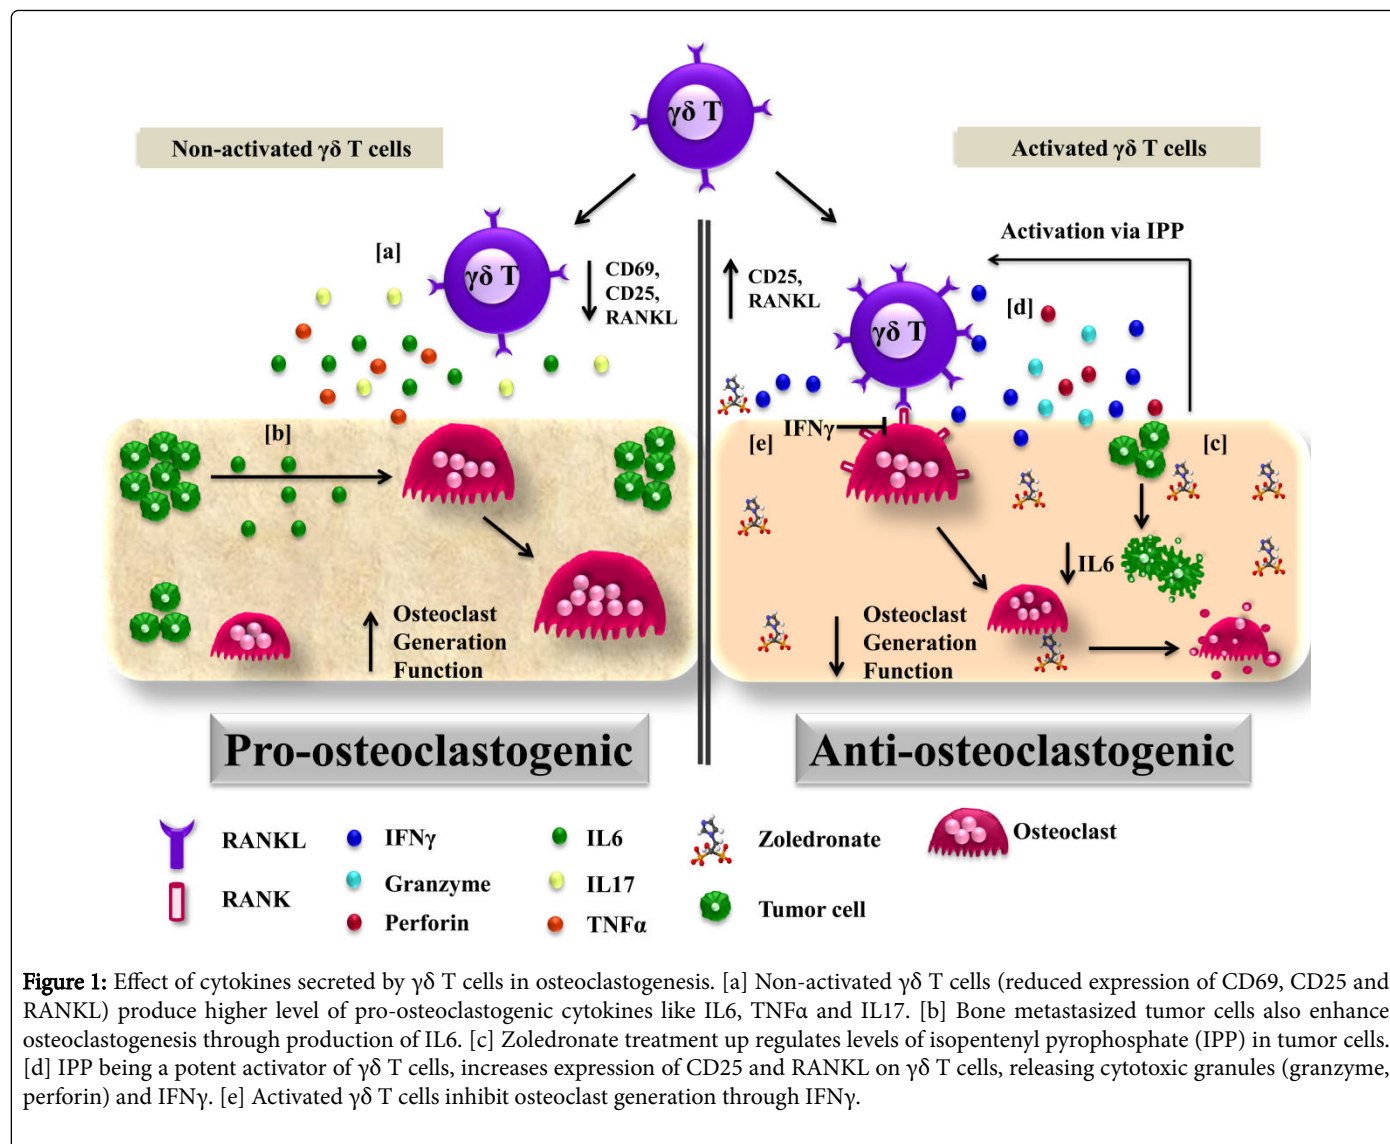 γδ T
Non-activated γδ T cells
Activated γδ T cells
[a]
γδ T
CD69,
CD25,
RANKL
CD25,
RANKL
Activation via IPP
γδ T
[d]
[b]
[e]
IFNγ
[c]
IL6
Osteoclast
Generation
Function
Osteoclast
Generation
Function
Pro-osteoclastogenic
Anti-osteoclastogenic
RANKL
IFNγ
IL6
Zoledronate
Osteoclast
RANK
Granzyme
IL17
Perforin
TNFα
Tumor cell
Figure 1: Effect of cytokines secreted by γδ T cells in osteoclastogenesis. [a] Non-activated γδ T cells (reduced expression of CD69, CD25 and
RANKL) produce higher level of pro-osteoclastogenic cytokines like IL6, TNFα and IL17. [b] Bone metastasized tumor cells also enhance
osteoclastogenesis through production of IL6. [c] Zoledronate treatment up regulates levels of isopentenyl pyrophosphate (IPP) in tumor cells.
[d] IPP being a potent activator of γδ T cells, increases expression of CD25 and RANKL on γδ T cells, releasing cytotoxic granules (granzyme,
perforin) and IFNγ. [e] Activated γδ T cells inhibit osteoclast generation through IFNγ.